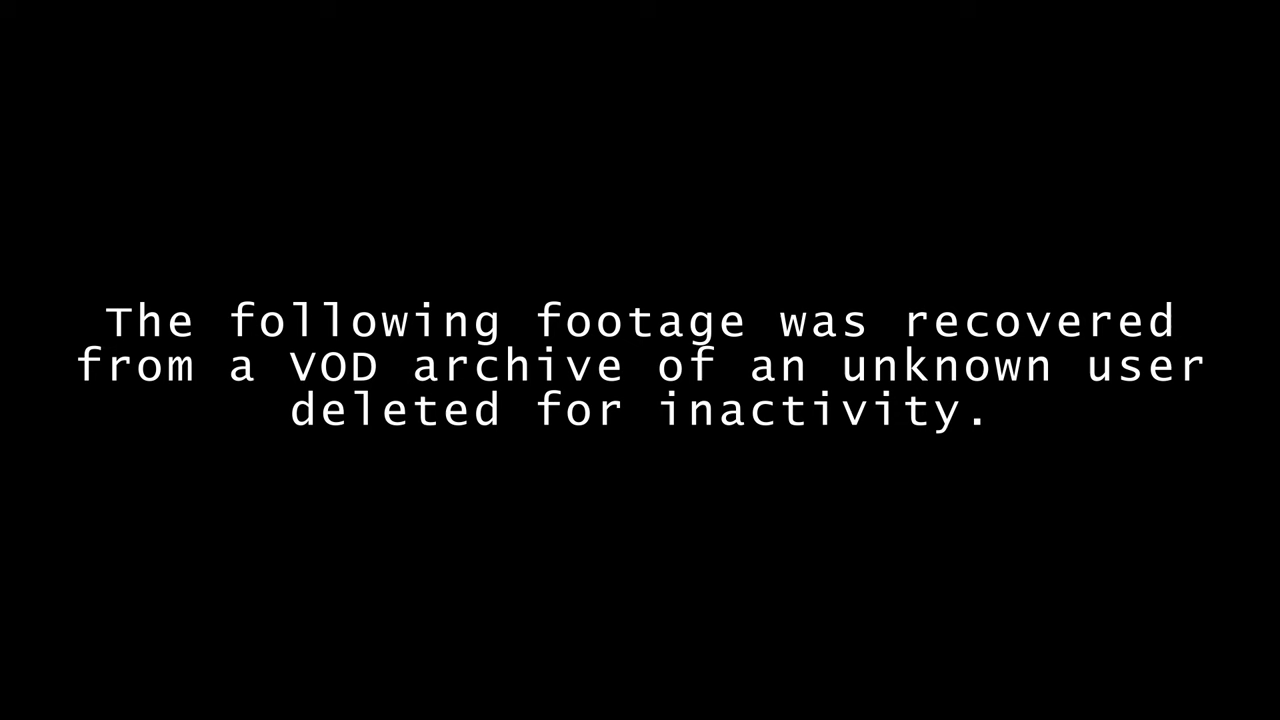 The following footage was recovered
from a VOD archive of an unknown user
deleted for inactivity.